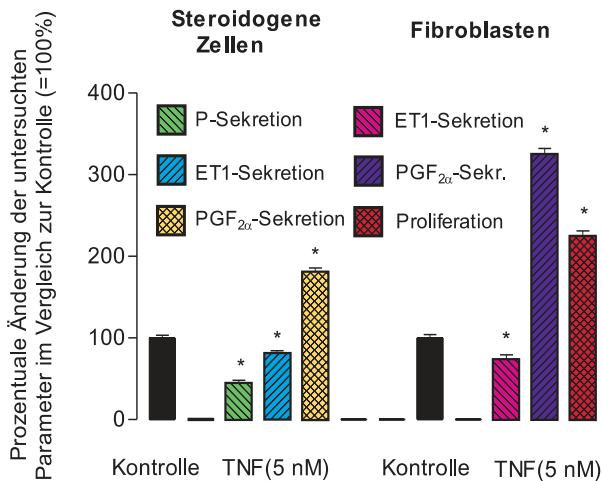 Steroidogene
Zellen
Fibroblasten
Prozentuale Änderung der untersuchten
Parameter im Vergleich zur Kontrolle (=100%)
400
300
200
100
0
P-Sekretion
ET1-Sekretion
PGF2α-Sekretion
ET1-Sekretion
PGF2α-Sekr.
Proliferation
* * * * * *
Kontrolle TNF(5 nM) Kontrolle TNF(5 nM)